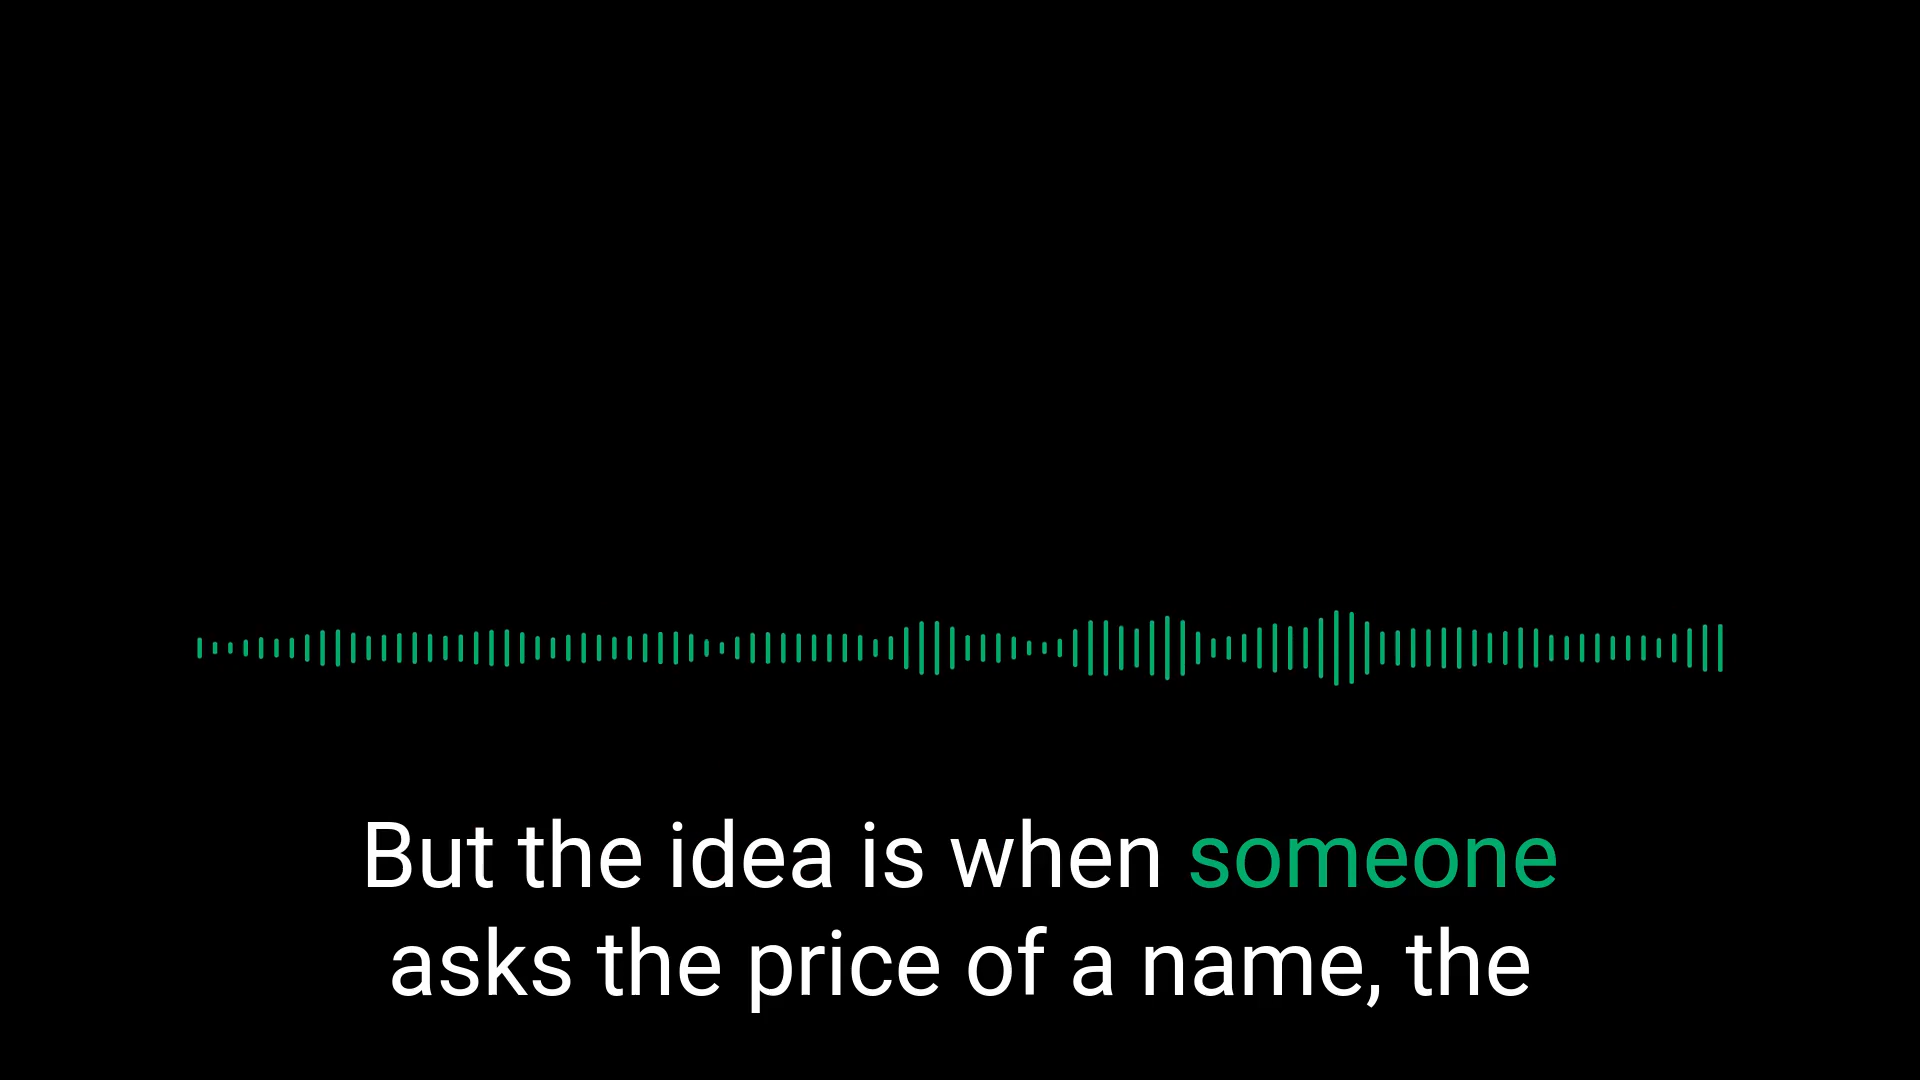 But the idea is when someone
asks the price of a name, the